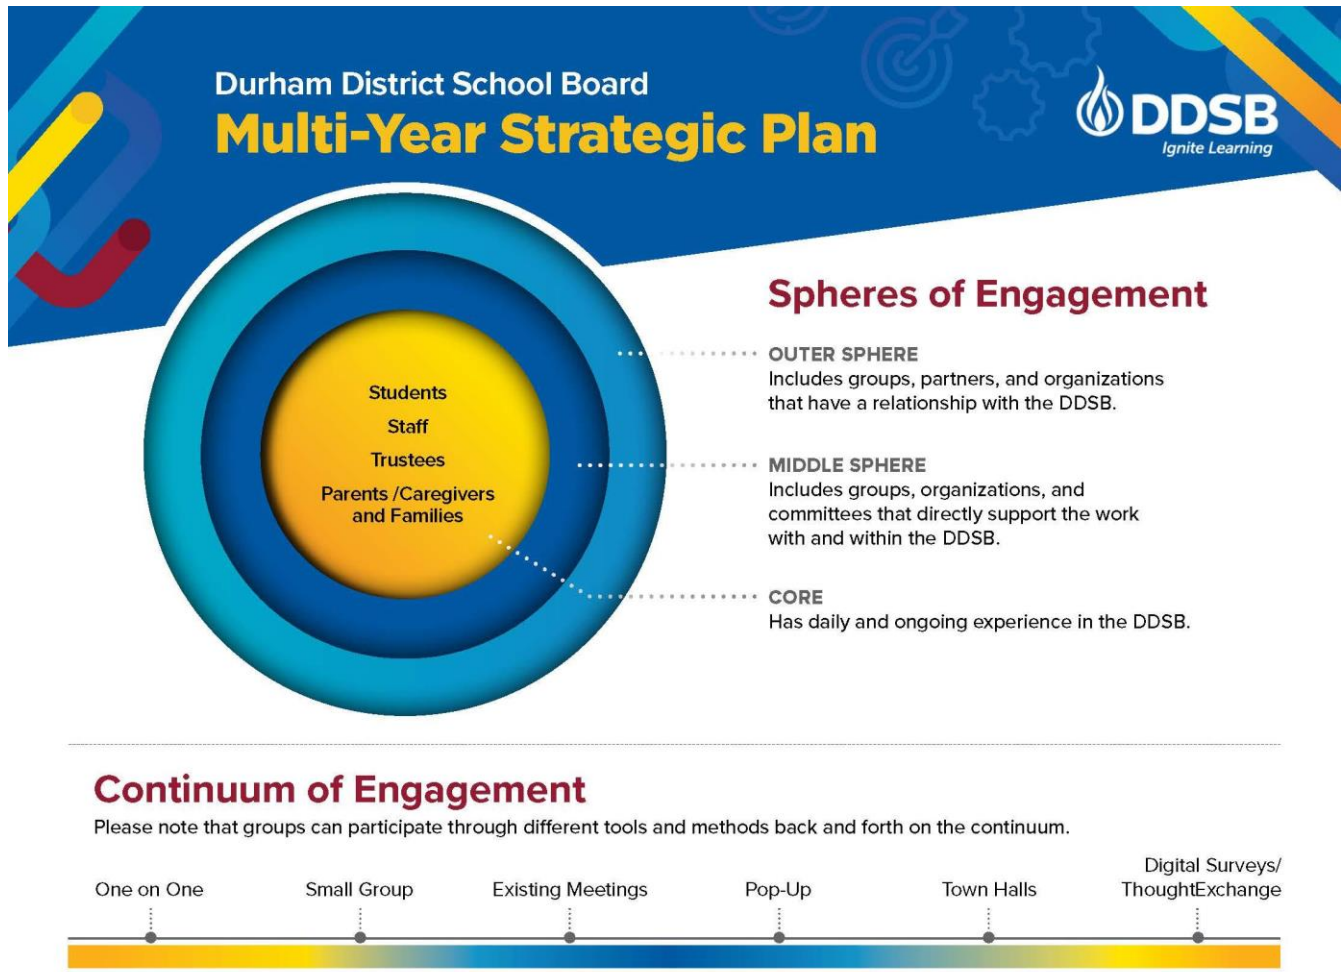 Durham District School Board
Multi-Year Strategic Plan
DDSB
Ignite Learning
Students
Staff
Trustees
Parents /Caregivers
and Families
Spheres of Engagement
OUTER SPHERE
Includes groups, partners, and organizations
that have a relationship with the DDSB.
MIDDLE SPHERE
Includes groups, organizations, and
committees that directly support the work
with and within the DDSB.
CORE
Has daily and ongoing experience in the DDSB.
Continuum of Engagement
Please note that groups can participate through different tools and methods back and forth on the continuum.
One on One
Small Group
Existing Meetings
Pop-Up
Town Halls
Digital Surveys/
ThoughtExchange